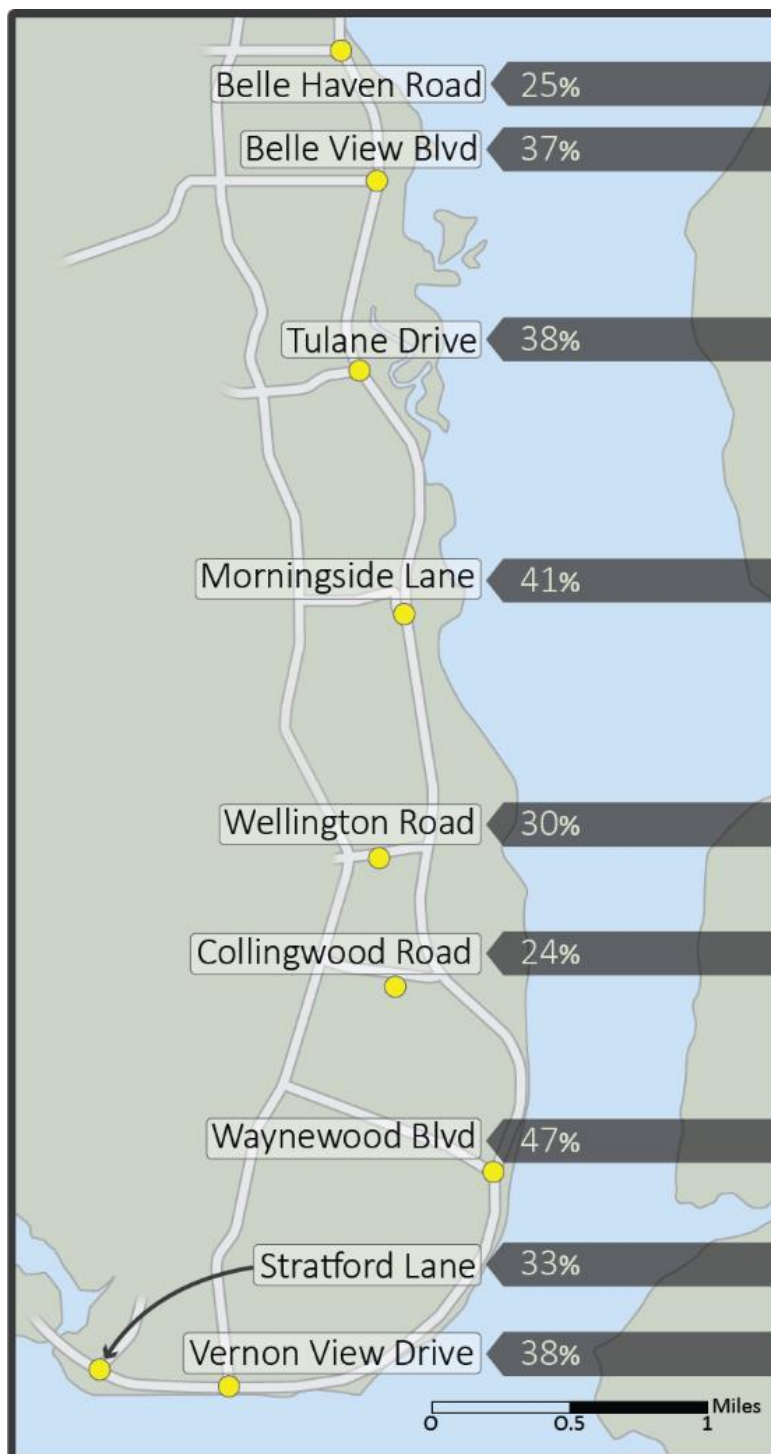 Belle Haven Road 25%
Belle View Blvd 37%
Tulane Drive 38%
Morningside Lane 41%
Wellington Road 30%
Collingwood Road 24%
Waynewood Blvd 47%
Stratford Lane 33%
Vernon View Drive 38%
Miles
0 0.5 1